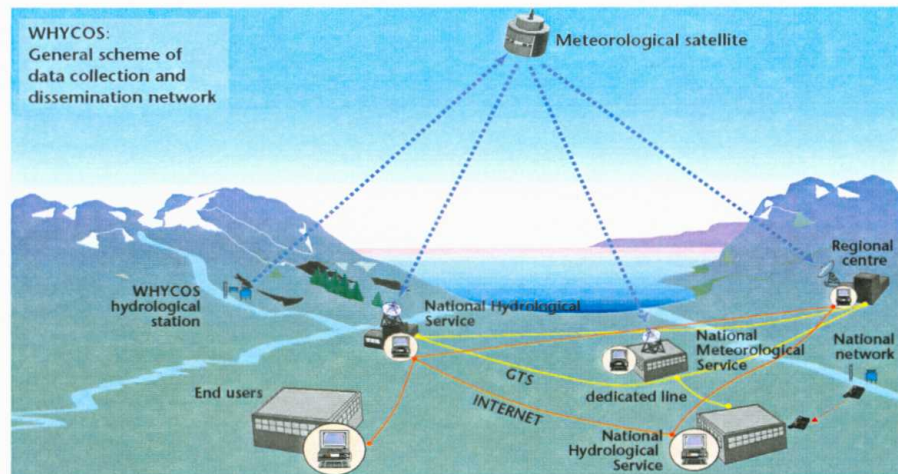 WHYCOS:
General scheme of
data collection and
dissemination network
Meteorological satellite
Regional
centre
WHYCOS
hydrological
station
National Hydrological
Service
National
Meteorological
Service
National
network
GTS
End users
dedicated line
INTERNET
National
Hydrological
Service